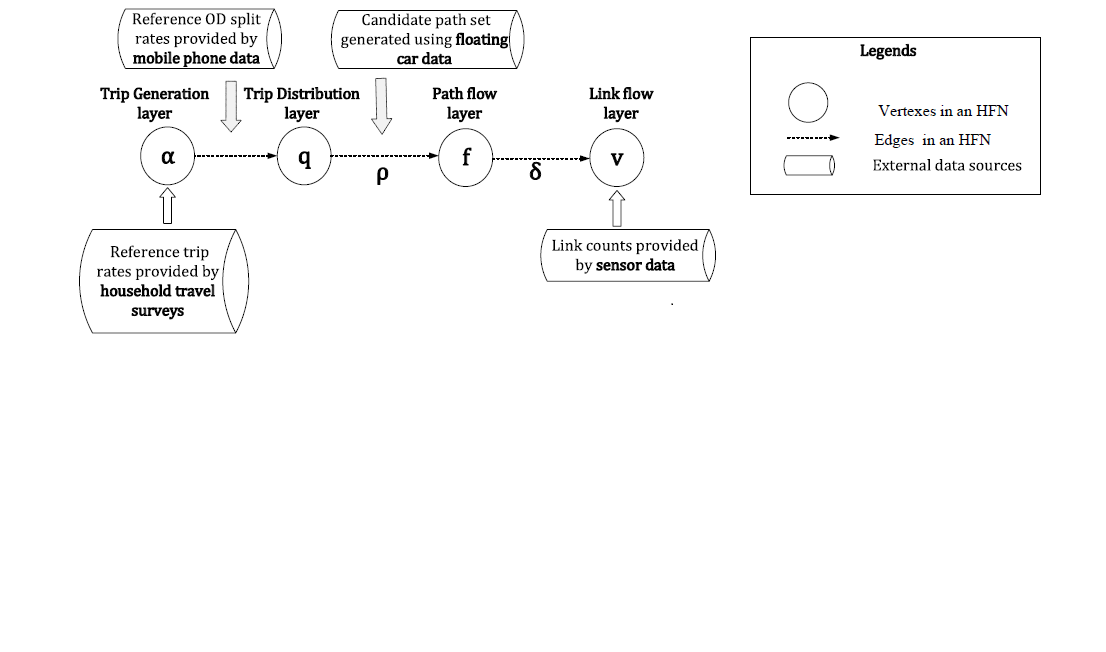 Reference OD split
rates provided by
mobile phone data
Candidate path set
generated using floating
car data
Trip Generation
layer
Trip Distribution
layer
Path flow
layer
Link flow
layer
α
q
f
v
ρ
δ
Reference trip
rates provided by
household travel
surveys
Link counts provided
by sensor data
.
Legends
Vertexes in an HFN
Edges in an HFN
External data sources